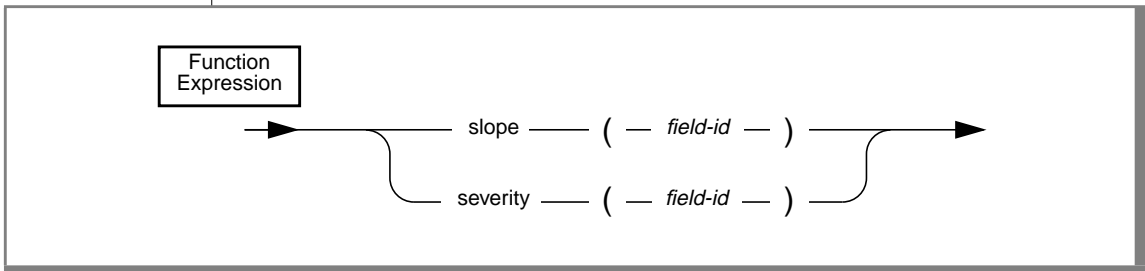 Function
Expression
slope ( field-id )
severity ( field-id )